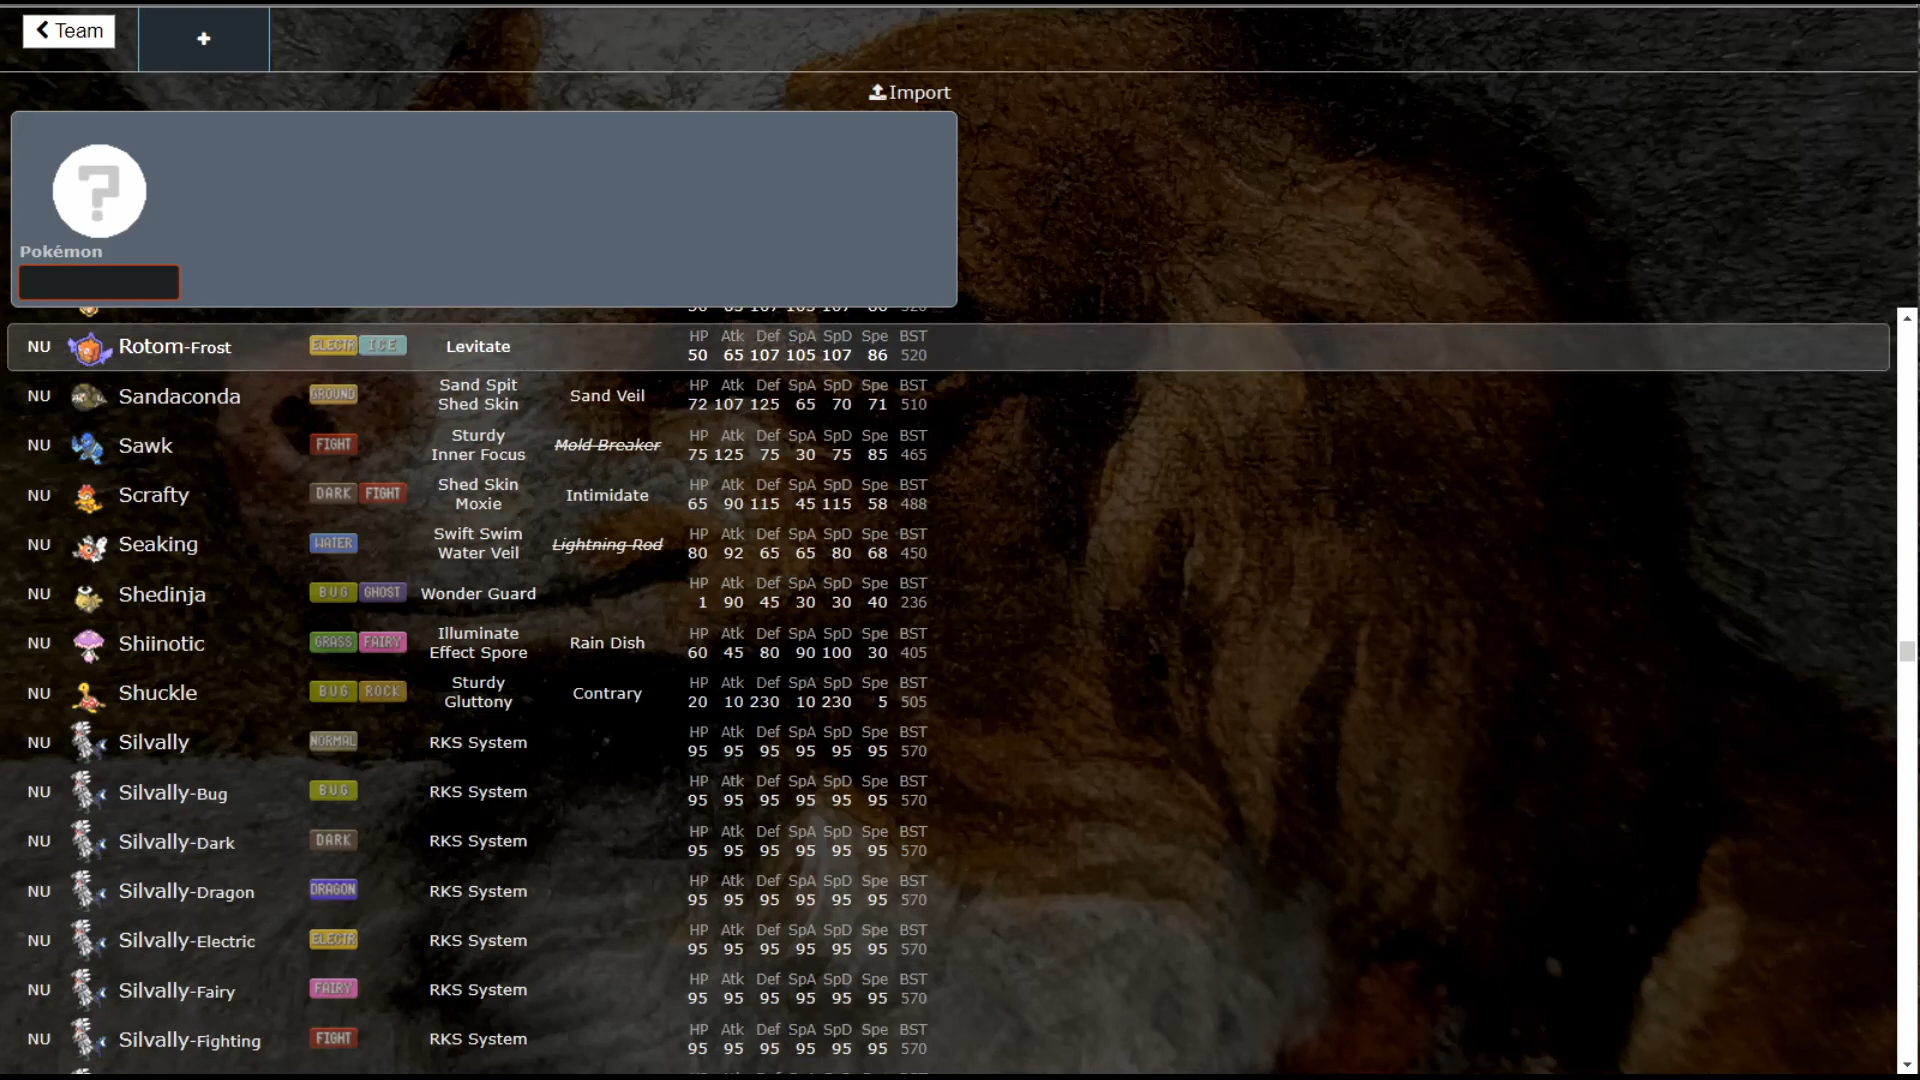 Team
+
Import
?
Pokémon
NU Rotom-Frost ELECTR ICE Levitate HP Atk Def SpA SpD Spe BST
50 65 107 105 107 86 520
NU Sandaconda GROUND Sand Spit Shed Skin Sand Veil HP Atk Def SpA SpD Spe BST
72 107 125 65 70 71 510
NU Sawk FIGHT Sturdy Inner Focus Mold Breaker HP Atk Def SpA SpD Spe BST
75 125 75 30 75 85 465
NU Scrafty DARK FIGHT Shed Skin Moxie Intimidate HP Atk Def SpA SpD Spe BST
65 90 115 45 115 58 488
NU Seaking WATER Swift Swim Water Veil Lightning Rod HP Atk Def SpA SpD Spe BST
80 92 65 65 80 68 450
NU Shedinja BUG GHOST Wonder Guard HP Atk Def SpA SpD Spe BST
1 90 45 30 30 40 236
NU Shiinotic GRASS FAIRY Illuminate Effect Spore Rain Dish HP Atk Def SpA SpD Spe BST
60 45 80 90 100 30 405
NU Shuckle BUG ROCK Sturdy Gluttony Contrary HP Atk Def SpA SpD Spe BST
20 10 230 10 230 5 505
NU Silvally NORMAL RKS System HP Atk Def SpA SpD Spe BST
95 95 95 95 95 95 570
NU Silvally-Bug BUG RKS System HP Atk Def SpA SpD Spe BST
95 95 95 95 95 95 570
NU Silvally-Dark DARK RKS System HP Atk Def SpA SpD Spe BST
95 95 95 95 95 95 570
NU Silvally-Dragon DRAGON RKS System HP Atk Def SpA SpD Spe BST
95 95 95 95 95 95 570
NU Silvally-Electric ELECTR RKS System HP Atk Def SpA SpD Spe BST
95 95 95 95 95 95 570
NU Silvally-Fairy FAIRY RKS System HP Atk Def SpA SpD Spe BST
95 95 95 95 95 95 570
NU Silvally-Fighting FIGHT RKS System HP Atk Def SpA SpD Spe BST
95 95 95 95 95 95 570